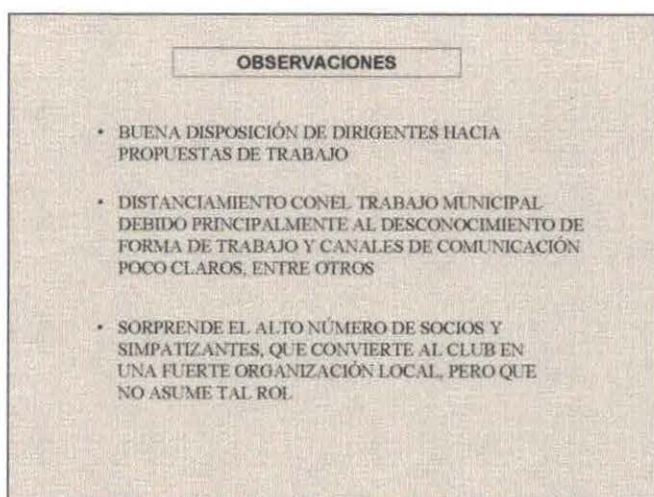 OBSERVACIONES
• BUENA DISPOSICIÓN DE DIRIGENTES HACIA
PROPUESTAS DE TRABAJO
• DISTANCIAMIENTO CONEL TRABAJO MUNICIPAL
DEBIDO PRINCIPALMENTE AL DESCONOCIMIENTO DE
FORMA DE TRABAJO Y CANALES DE COMUNICACIÓN
POCO CLAROS, ENTRE OTROS
• SORPRENDE EL ALTO NÚMERO DE SOCIOS Y
SIMPATIZANTES, QUE CONVIERTE AL CLUB EN
UNA FUERTE ORGANIZACIÓN LOCAL, PERO QUE
NO ASUME TAL ROL